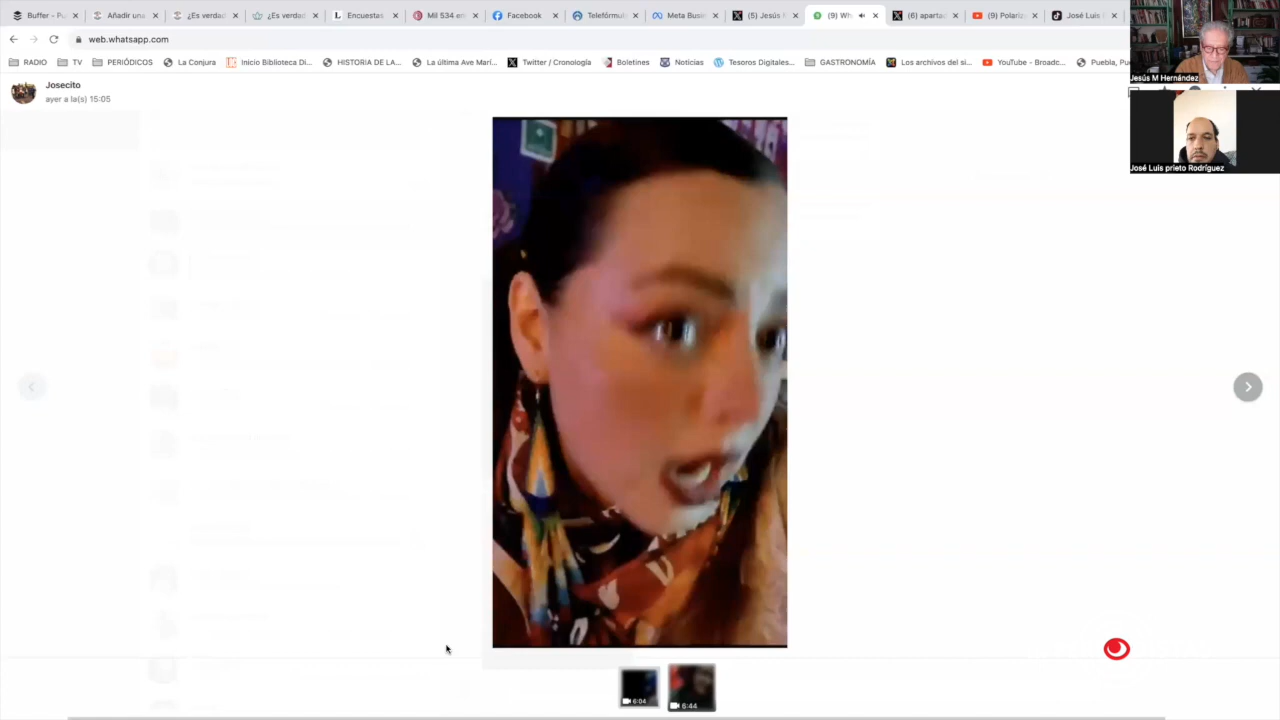 Buffer - Pu
Añadir una
¿Es verdad
¿Es verdad
Encuestas
Mil 534 en
Facebook
Telefórmul
Meta Busin
(5) Jesús M
(9) Wh
(6) aparta
(9) Polariz
José Luis
web.whatsapp.com
RADIO
TV
PERIÓDICOS
La Conjura
Inicio Biblioteca Di...
HISTORIA DE LA...
La última Ave Mari...
Twitter / Cronología
Boletines
Noticias
Tesoros Digitales...
GASTRONOMÍA
Los archivos del si...
YouTube - Broadc...
Puebla, Pue
Jesús M Hernández
Josecito
ayer a la(s) 15:05
José Luis prieto Rodríguez
6:04
6:44